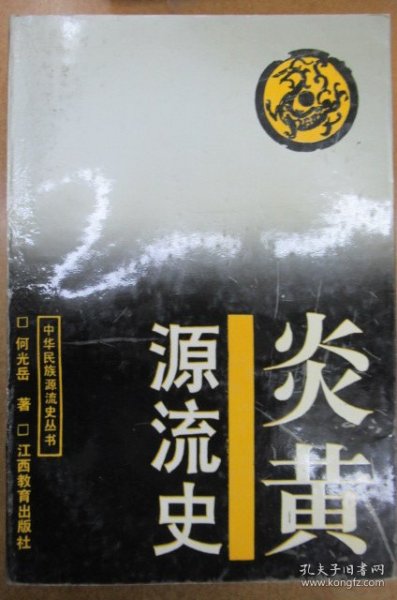 炎黄
源流史
中华民族源流史丛书
□何光岳 著□江西教育出版社
孔夫子旧书网
www.kongfz.com